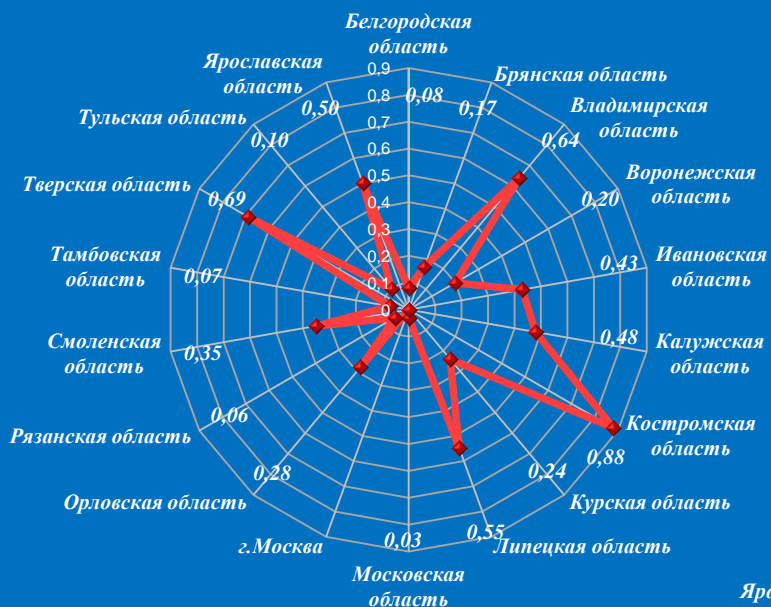 Белгородская
область
Брянская область
Владимирская
область
Воронежская
область
Ивановская
область
Калужская
область
Костромская
область
Курская область
Липецкая область
Московская
область
г.Москва
Орловская область
Рязанская область
Смоленская
область
Тамбовская
область
Тверская область
Тульская область
Ярославская
область
0,9
0,8
0,7
0,6
0,5
0,4
0,3
0,2
0,1
0
0,08
0,17
0,64
0,20
0,43
0,48
0,88
0,24
0,55
0,03
0,28
0,06
0,35
0,07
0,69
0,10
0,50
Яро